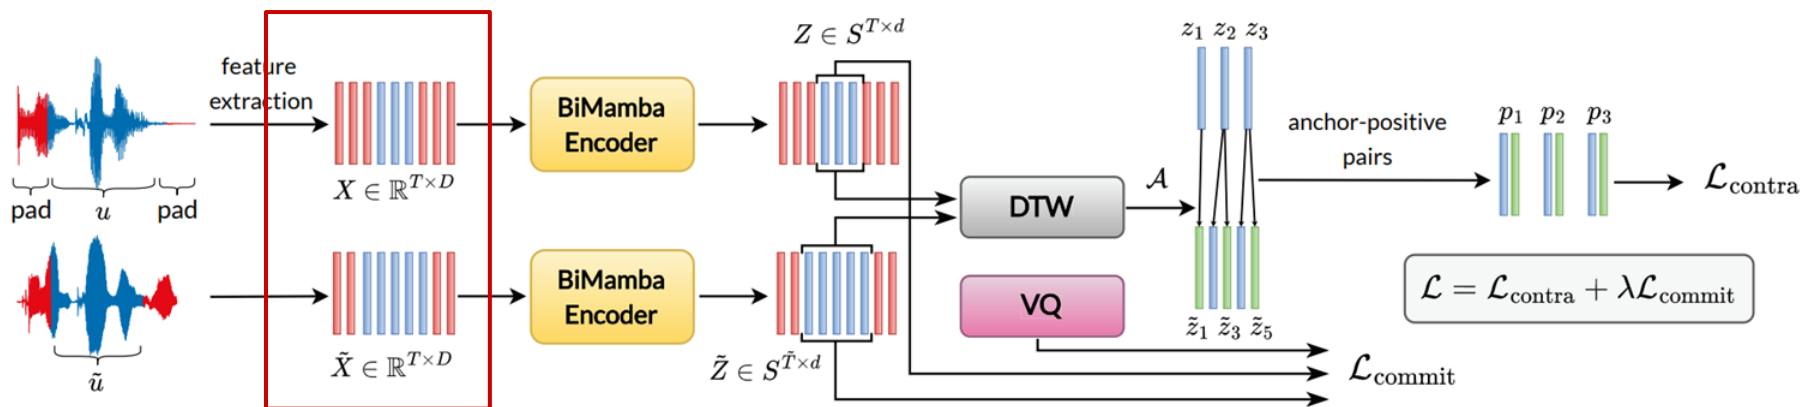 feature
extraction
pad
u
pad
X ∈ ℝ^{T×D}
BiMamba
Encoder
Z ∈ S^{T×d}
ũ
X̃ ∈ ℝ^{T×D}
BiMamba
Encoder
Z̃ ∈ S^{T̃×d}
DTW
VQ
𝒜
z₁ z₂ z₃
z̃₁ z̃₃ z̃₅
anchor-positive
pairs
p₁ p₂ p₃
ℒ_contra
ℒ = ℒ_contra + λℒ_commit
ℒ_commit